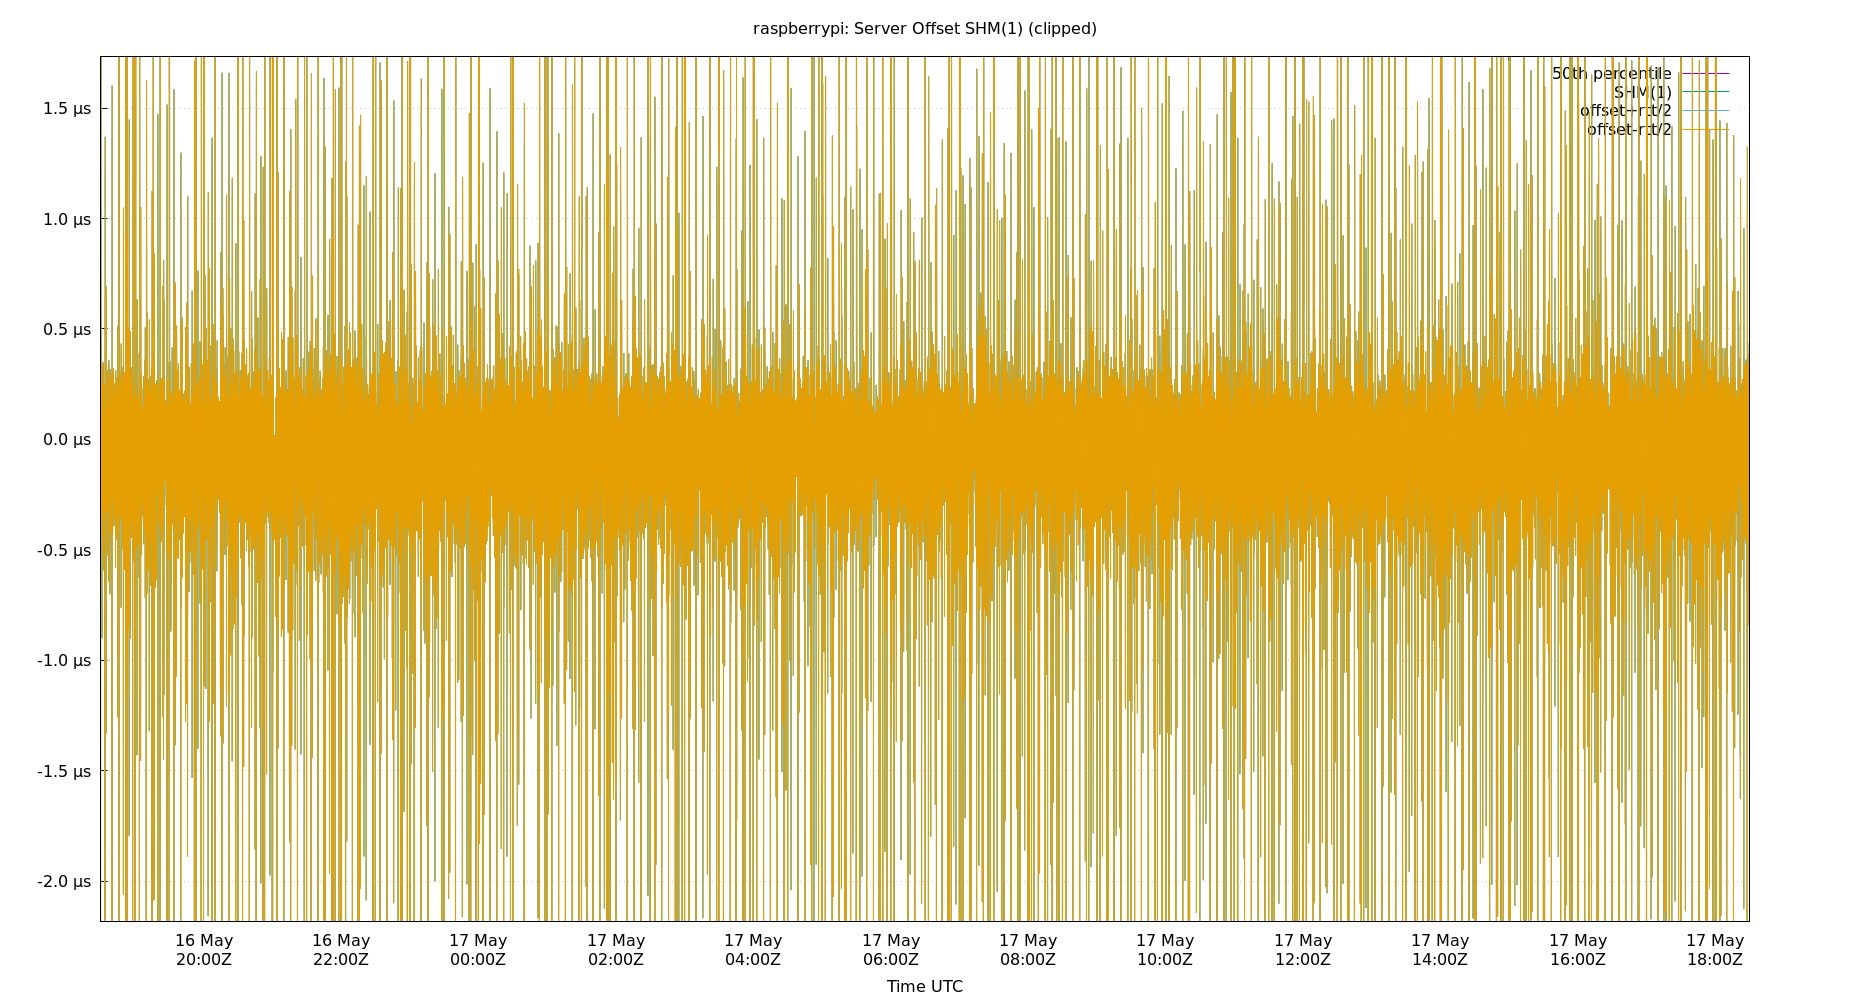 raspberrypi: Server Offset SHM(1) (clipped)
50th percentile
SHM(1)
offset+rtt/2
offset-rtt/2
1.5 µs
1.0 µs
0.5 µs
0.0 µs
-0.5 µs
-1.0 µs
-1.5 µs
-2.0 µs
16 May 16 May 17 May 17 May 17 May 17 May 17 May 17 May 17 May 17 May 17 May 17 May
20:00Z 22:00Z 00:00Z 02:00Z 04:00Z 06:00Z 08:00Z 10:00Z 12:00Z 14:00Z 16:00Z 18:00Z
Time UTC